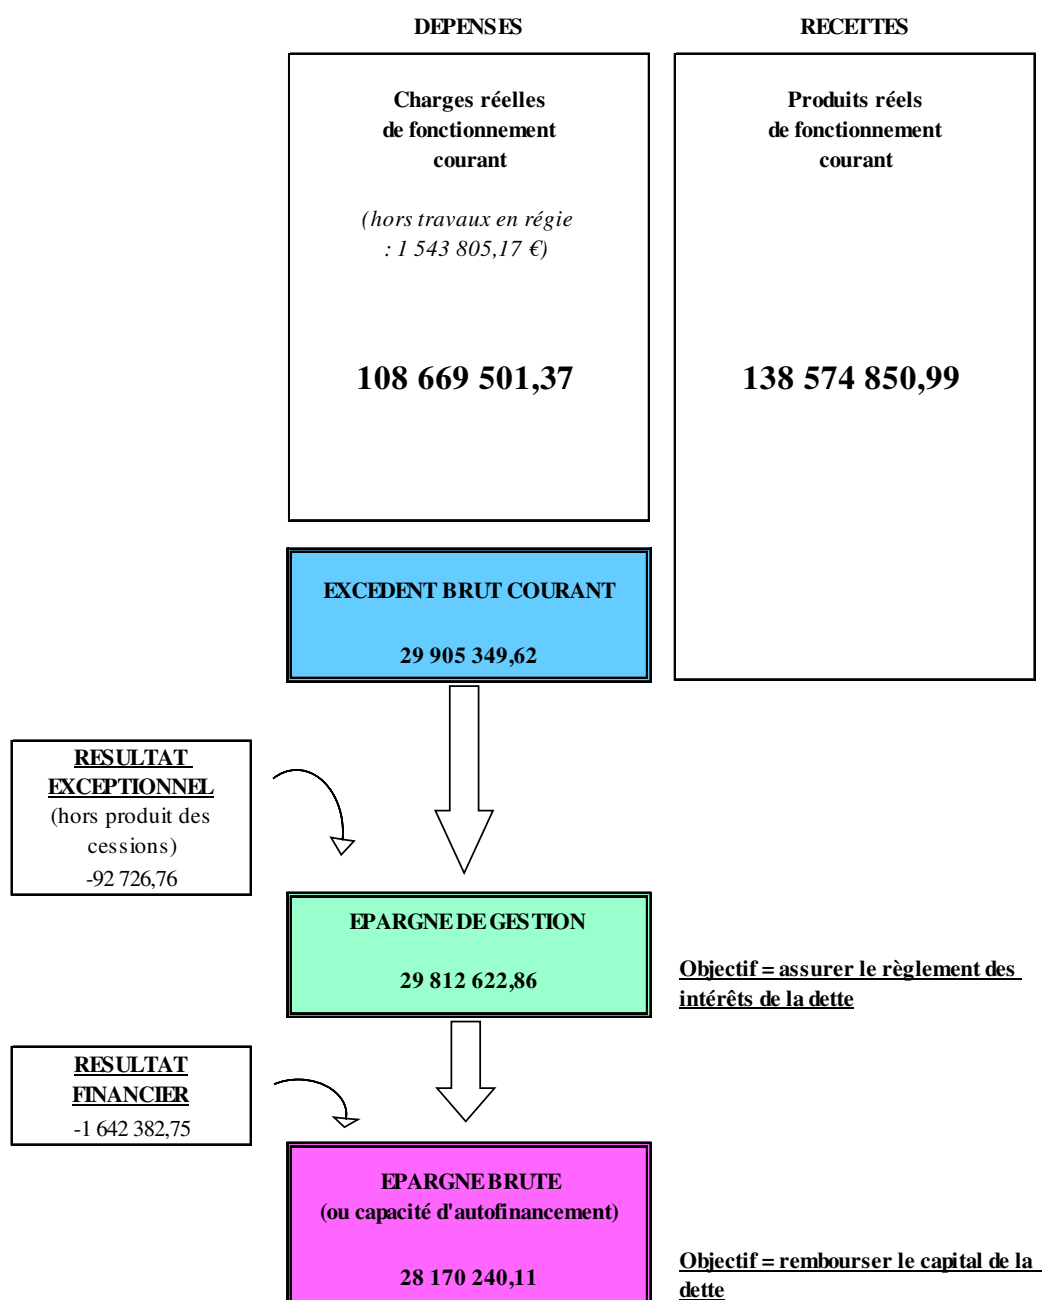 DEPENSES
RECETTES
Charges réelles
de fonctionnement
courant
(hors travaux en régie
: 1 543 805,17 €)
108 669 501,37
Produits réels
de fonctionnement
courant
138 574 850,99
EXCEDENT BRUT COURANT
29 905 349,62
RESULTAT
EXCEPTIONNEL
(hors produit des
cessions)
-92 726,76
EPARGNE DE GESTION
29 812 622,86
Objectif = assurer le règlement des
intérêts de la dette
RESULTAT
FINANCIER
-1 642 382,75
EPARGNE BRUTE
(ou capacité d'autofinancement)
28 170 240,11
Objectif = rembourser le capital de la
dette